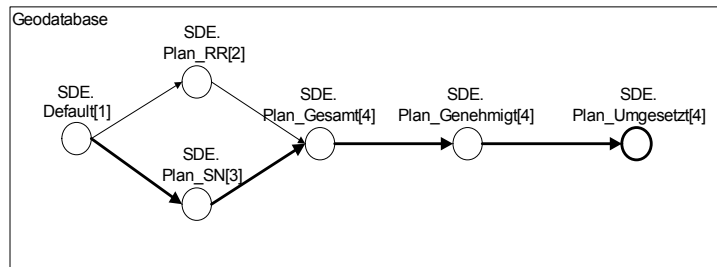 Geodatabase
SDE.
Plan_RR[2]
SDE.
Default[1]
SDE.
Plan_SN[3]
SDE.
Plan_Gesamt[4]
SDE.
Plan_Genehmigt[4]
SDE.
Plan_Umgesetzt[4]